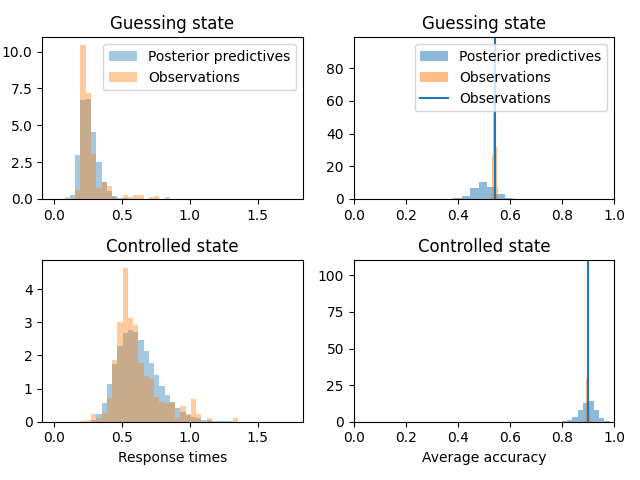 Guessing state
Guessing state
10.0
7.5
5.0
2.5
0.0
Posterior predictives
Observations
0.0 0.5 1.0 1.5
80
60
40
20
0
Posterior predictives
Observations
Observations
0.0 0.2 0.4 0.6 0.8 1.0
Controlled state
Controlled state
4
3
2
1
0
0.0 0.5 1.0 1.5
Response times
100
75
50
25
0
0.0 0.2 0.4 0.6 0.8 1.0
Average accuracy